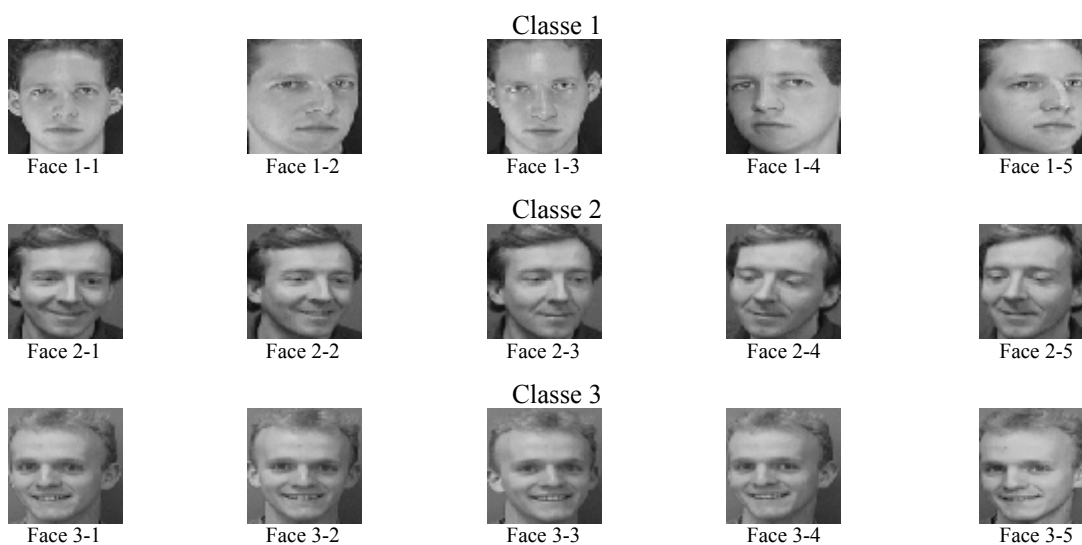 Classe 1
Face 1-1 Face 1-2 Face 1-3 Face 1-4 Face 1-5
Classe 2
Face 2-1 Face 2-2 Face 2-3 Face 2-4 Face 2-5
Classe 3
Face 3-1 Face 3-2 Face 3-3 Face 3-4 Face 3-5